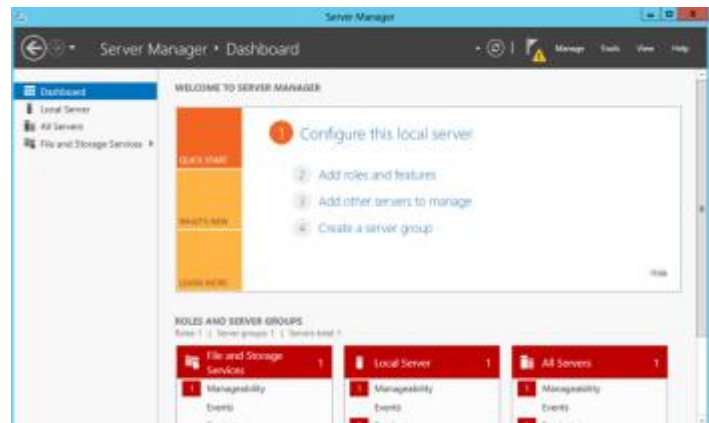 Server Manager
Server Manager • Dashboard
Manage Tools View Help
Dashboard
Local Server
All Servers
File and Storage Services
WELCOME TO SERVER MANAGER
QUICK START
WHAT'S NEW
LEARN MORE
1 Configure this local server
2 Add roles and features
3 Add other servers to manage
4 Create a server group
Hide
ROLES AND SERVER GROUPS
Roles: 1 | Server groups: 1 | Servers total: 1
File and Storage Services 1
1 Manageability
Events
Local Server 1
1 Manageability
Events
All Servers 1
1 Manageability
Events